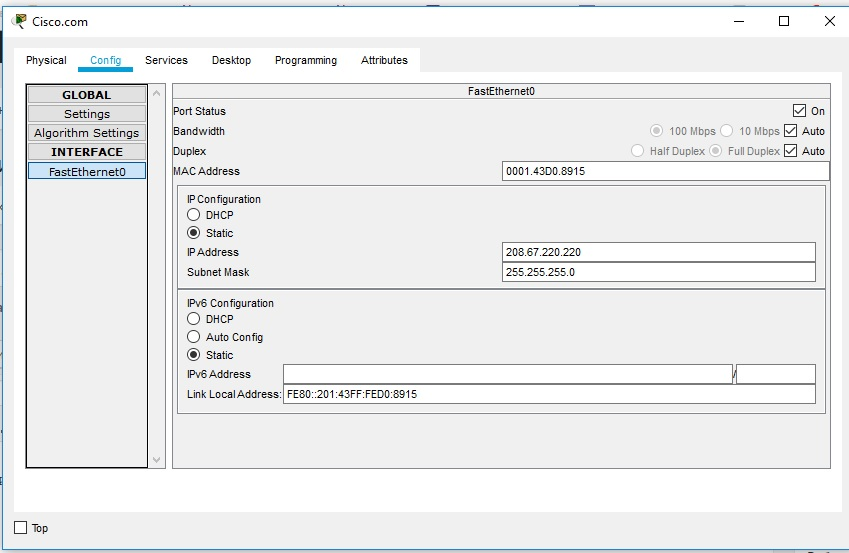 Cisco.com
Physical Config Services Desktop Programming Attributes
GLOBAL
Settings
Algorithm Settings
INTERFACE
FastEthernet0
FastEthernet0
Port Status On
Bandwidth 100 Mbps 10 Mbps Auto
Duplex Half Duplex Full Duplex Auto
MAC Address 0001.43D0.8915
IP Configuration
DHCP
Static
IP Address 208.67.220.220
Subnet Mask 255.255.255.0
IPv6 Configuration
DHCP
Auto Config
Static
IPv6 Address /
Link Local Address: FE80::201:43FF:FED0:8915
Top